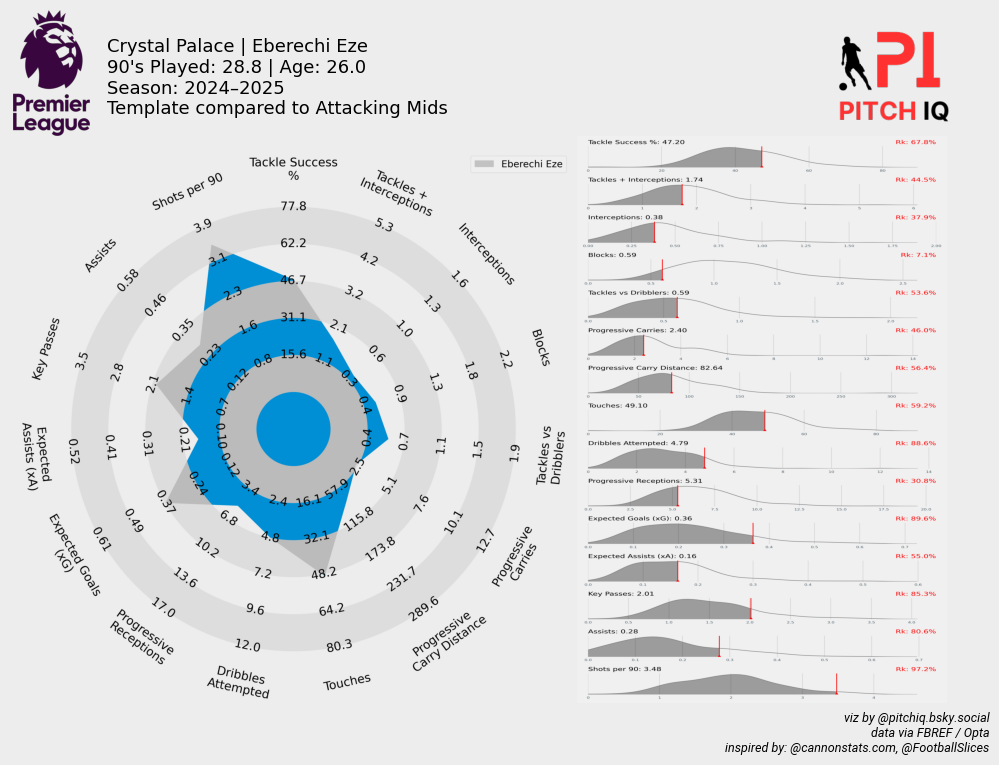 Premier
League
Crystal Palace | Eberechi Eze
90's Played: 28.8 | Age: 26.0
Season: 2024–2025
Template compared to Attacking Mids
PI
PITCH IQ
Eberechi Eze
Tackle Success
%
Tackles +
Interceptions
Interceptions
Blocks
Tackles vs
Dribblers
Progressive
Carries
Progressive
Carry Distance
Touches
Dribbles
Attempted
Progressive
Receptions
Expected Goals
(xG)
Expected
Assists (xA)
Key Passes
Assists
Shots per 90
15.6 31.1 46.7 62.2 77.8
1.1 2.1 3.2 4.2 5.3
0.3 0.6 1.0 1.3 1.6
0.4 0.9 1.3 1.8 2.2
0.4 0.7 1.1 1.5 1.9
2.5 5.1 7.6 10.1 12.7
57.9 115.8 173.8 231.7 289.6
16.1 32.1 48.2 64.2 80.3
2.4 4.8 7.2 9.6 12.0
3.4 6.8 10.2 13.6 17.0
0.12 0.24 0.37 0.49 0.61
0.10 0.21 0.31 0.41 0.52
0.7 1.4 2.1 2.8 3.5
0.12 0.23 0.35 0.46 0.58
0.8 1.6 2.3 3.1 3.9
Tackle Success %: 47.20 Rk: 67.8%
Tackles + Interceptions: 1.74 Rk: 44.5%
Interceptions: 0.38 Rk: 37.9%
Blocks: 0.59 Rk: 7.1%
Tackles vs Dribblers: 0.59 Rk: 53.6%
Progressive Carries: 2.40 Rk: 46.0%
Progressive Carry Distance: 82.64 Rk: 56.4%
Touches: 49.10 Rk: 59.2%
Dribbles Attempted: 4.79 Rk: 88.6%
Progressive Receptions: 5.31 Rk: 30.8%
Expected Goals (xG): 0.36 Rk: 89.6%
Expected Assists (xA): 0.16 Rk: 55.0%
Key Passes: 2.01 Rk: 85.3%
Assists: 0.28 Rk: 80.6%
Shots per 90: 3.48 Rk: 97.2%
viz by @pitchiq.bsky.social
data via FBREF / Opta
inspired by: @cannonstats.com, @FootballSlices